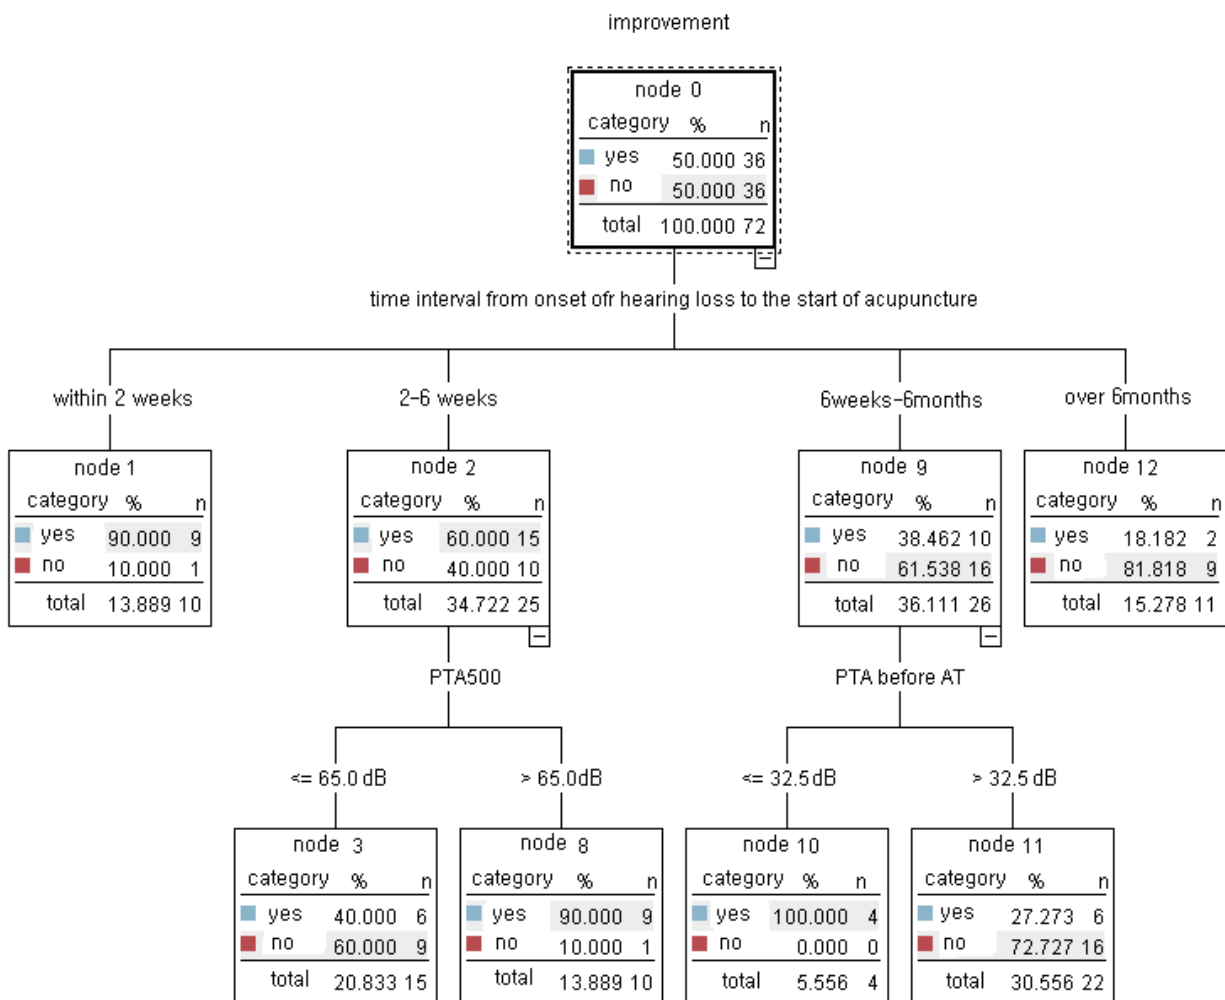 improvement
node 0
category % n
yes 50.000 36
no 50.000 36
total 100.000 72
time interval from onset ofr hearing loss to the start of acupuncture
within 2 weeks
2-6 weeks
6weeks-6months
over 6months
node 1
category % n
yes 90.000 9
no 10.000 1
total 13.889 10
node 2
category % n
yes 60.000 15
no 40.000 10
total 34.722 25
node 9
category % n
yes 38.462 10
no 61.538 16
total 36.111 26
node 12
category % n
yes 18.182 2
no 81.818 9
total 15.278 11
PTA500
PTA before AT
<= 65.0 dB
> 65.0dB
<= 32.5dB
> 32.5 dB
node 3
category % n
yes 40.000 6
no 60.000 9
total 20.833 15
node 8
category % n
yes 90.000 9
no 10.000 1
total 13.889 10
node 10
category % n
yes 100.000 4
no 0.000 0
total 5.556 4
node 11
category % n
yes 27.273 6
no 72.727 16
total 30.556 22